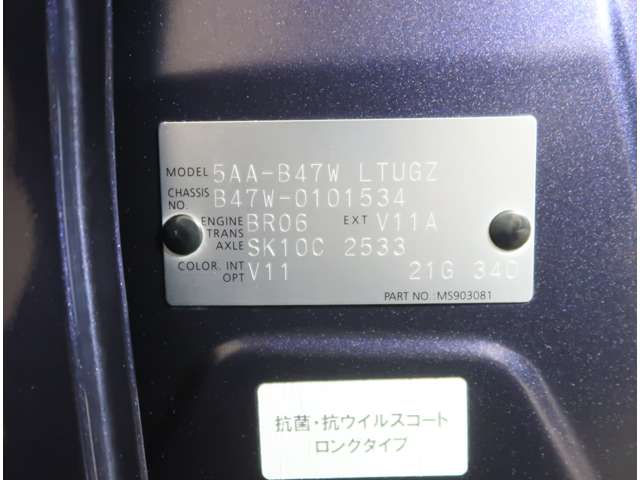 MODEL 5AA-B47W LTUGZ
CHASSIS NO. B47W-0101534
ENGINE BR06 EXT V11A
TRANS AXLE SK10C 2533
COLOR, INT OPT V11 21G 340
PART NO.: MS903081
抗菌・抗ウイルスコート
ロングタイプ